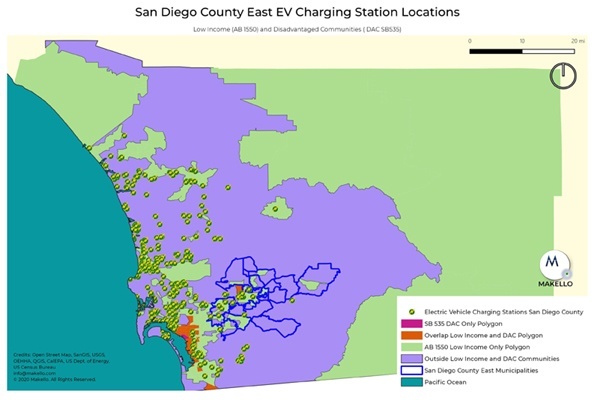 San Diego County East EV Charging Station Locations
Low Income (AB 1550) and Disadvantaged Communities ( DAC SB535)
0 10 20 mi
M
MAKELLO
Electric Vehicle Charging Stations San Diego County
SB 535 DAC Only Polygon
Overlap Low Income and DAC Polygon
AB 1550 Low Income Only Polygon
Outside Low Income and DAC Communities
San Diego County East Municipalities
Pacific Ocean
Credits: Open Street Map, SanGIS, USGS,
OEHHA, QGIS, CalEPA, US Dept. of Energy
US Census Bureau
info@makello.com
© 2022 Makello. All Rights Reserved.